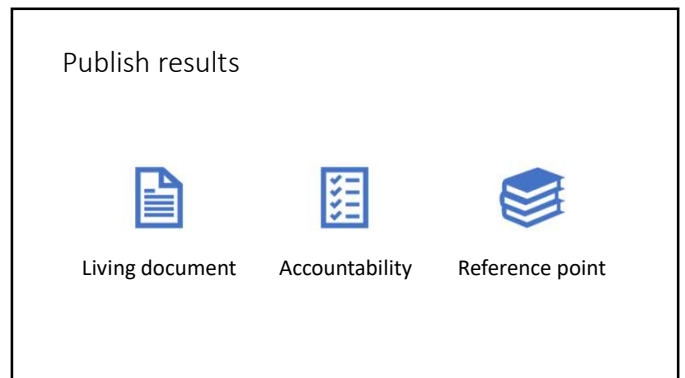 Publish results
Living document
Accountability
Reference point